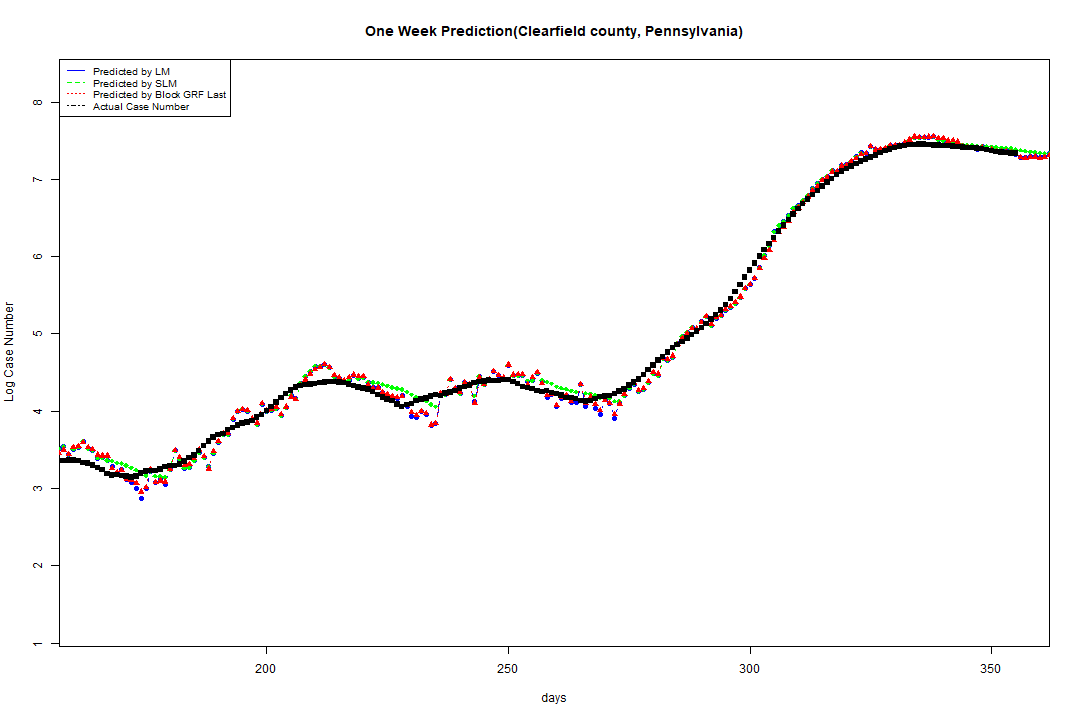 One Week Prediction(Clearfield county, Pennsylvania)
Predicted by LM
Predicted by SLM
Predicted by Block GRF Last
Actual Case Number
8
7
6
5
4
3
2
1
Log Case Number
200
250
300
350
days